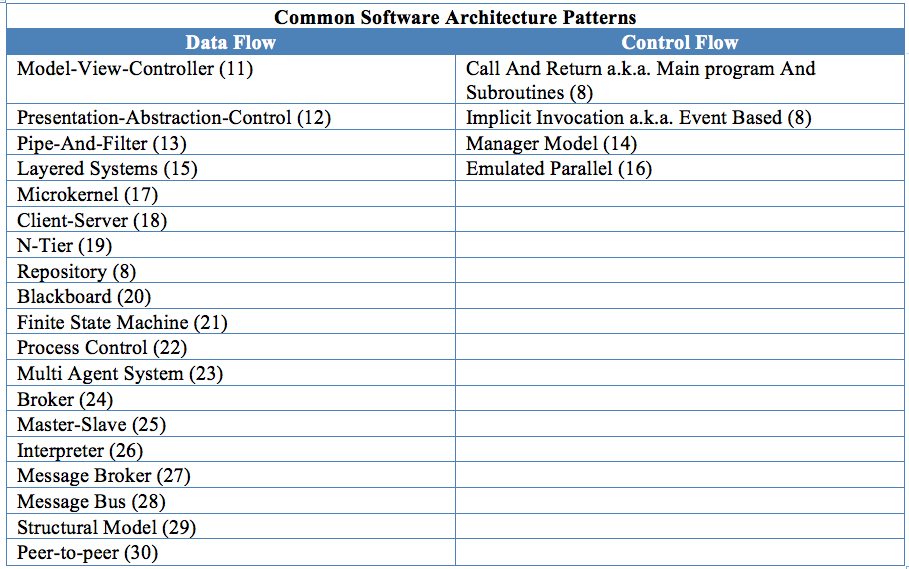 Common Software Architecture Patterns
Data Flow Control Flow
Model-View-Controller (11) Call And Return a.k.a. Main program And
Subroutines (8)
Presentation-Abstraction-Control (12) Implicit Invocation a.k.a. Event Based (8)
Pipe-And-Filter (13) Manager Model (14)
Layered Systems (15) Emulated Parallel (16)
Microkernel (17)
Client-Server (18)
N-Tier (19)
Repository (8)
Blackboard (20)
Finite State Machine (21)
Process Control (22)
Multi Agent System (23)
Broker (24)
Master-Slave (25)
Interpreter (26)
Message Broker (27)
Message Bus (28)
Structural Model (29)
Peer-to-peer (30)